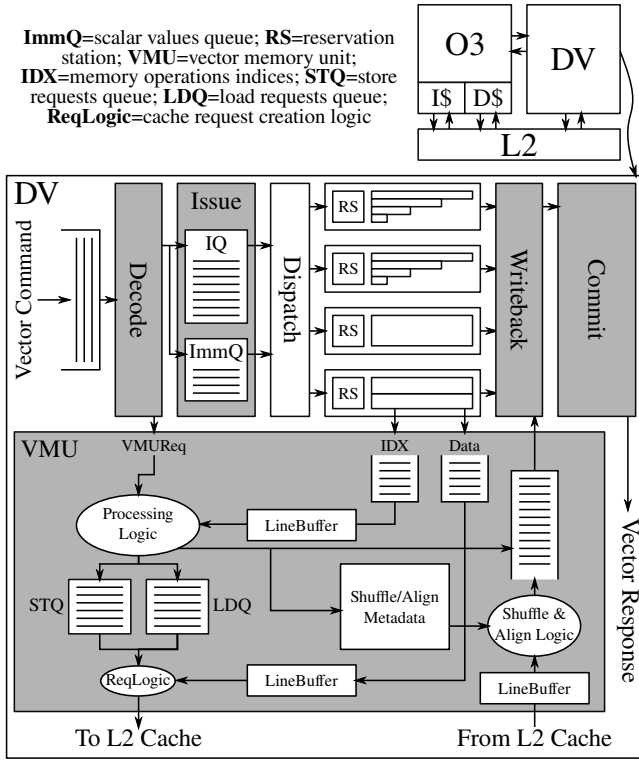 ImmQ=scalar values queue; RS=reservation
station; VMU=vector memory unit;
IDX=memory operations indices; STQ=store
requests queue; LDQ=load requests queue;
ReqLogic=cache request creation logic
O3
DV
I$
D$
L2
DV
Vector Command
Decode
Issue
IQ
ImmQ
Dispatch
RS
RS
RS
RS
Writeback
Commit
VMU
VMUReq
IDX
Data
Processing
Logic
LineBuffer
STQ
LDQ
Shuffle/Align
Metadata
Shuffle &
Align Logic
ReqLogic
LineBuffer
LineBuffer
Vector Response
To L2 Cache
From L2 Cache